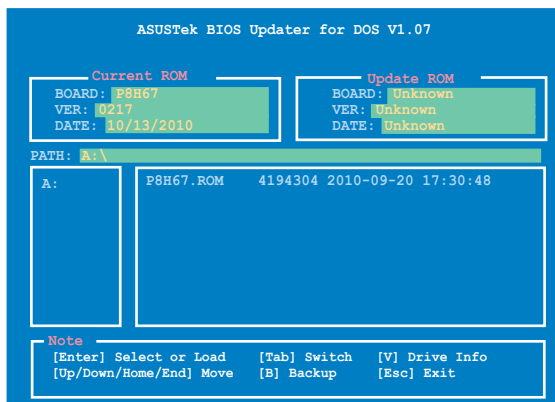 ASUSTek BIOS Updater for DOS V1.07
Current ROM
BOARD: P8H67
VER: 0217
DATE: 10/13/2010
Update ROM
BOARD: Unknown
VER: Unknown
DATE: Unknown
PATH: A:\
A:
P8H67.ROM 4194304 2010-09-20 17:30:48
Note
[Enter] Select or Load [Tab] Switch [V] Drive Info
[Up/Down/Home/End] Move [B] Backup [Esc] Exit